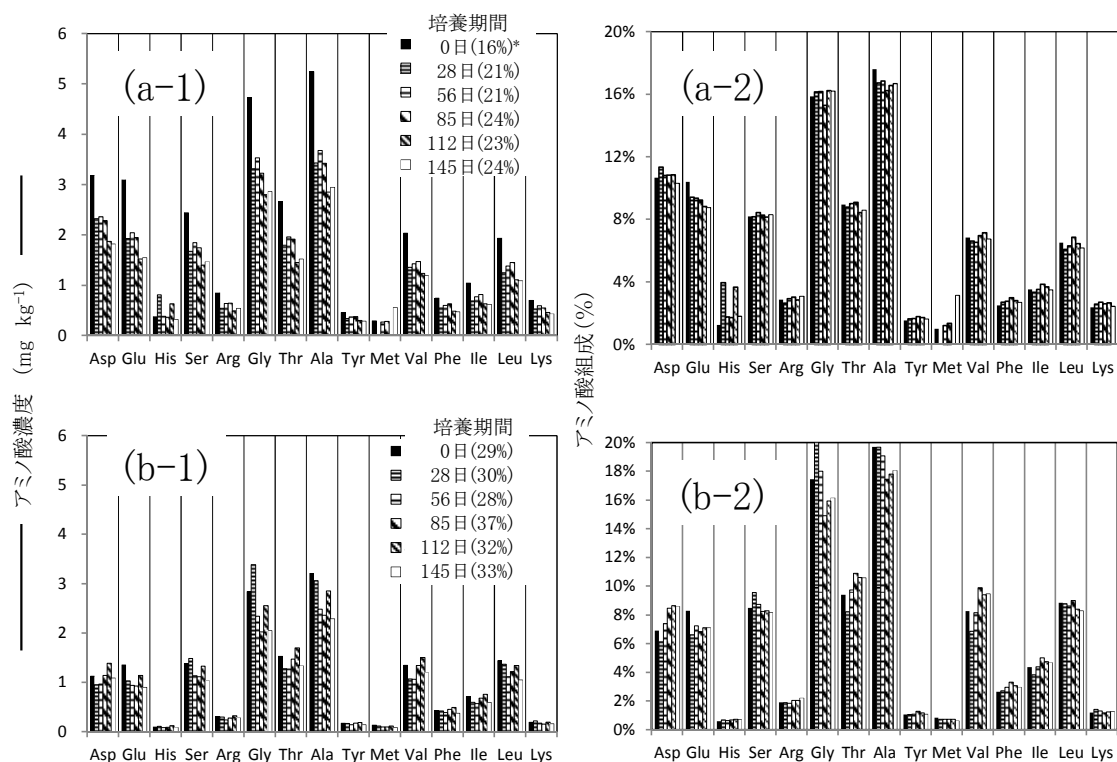 アミノ酸濃度 (mg kg⁻¹)
6
5
4
3
2
1
0
(a-1)
培養期間
0日(16%)*
28日(21%)
56日(21%)
85日(24%)
112日(23%)
145日(24%)
Asp Glu His Ser Arg Gly Thr Ala Tyr Met Val Phe Ile Leu Lys
アミノ酸組成(%)
20%
16%
12%
8%
4%
0%
(a-2)
Asp Glu His Ser Arg Gly Thr Ala Tyr Met Val Phe Ile Leu Lys
6
5
4
3
2
1
0
(b-1)
培養期間
0日(29%)
28日(30%)
56日(28%)
85日(37%)
112日(32%)
145日(33%)
Asp Glu His Ser Arg Gly Thr Ala Tyr Met Val Phe Ile Leu Lys
20%
18%
16%
14%
12%
10%
8%
6%
4%
2%
0%
(b-2)
Asp Glu His Ser Arg Gly Thr Ala Tyr Met Val Phe Ile Leu Lys